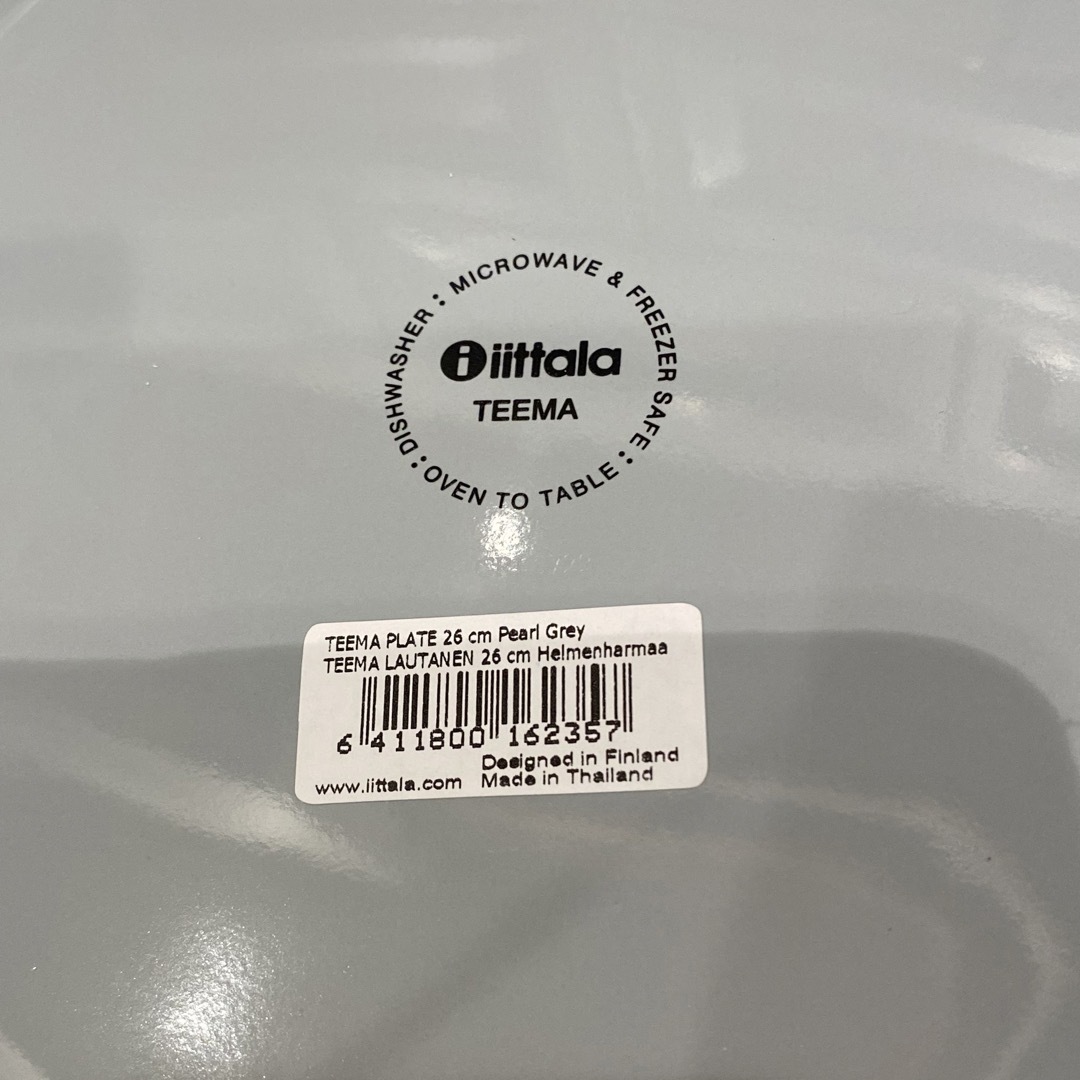 : MICROWAVE & FREEZER SAFE : OVEN TO TABLE : DISHWASHER
iittala
TEEMA
TEEMA PLATE 26 cm Pearl Grey
TEEMA LAUTANEN 26 cm Helmenharmaa
6 411800 162357
Designed in Finland
www.iittala.com Made in Thailand